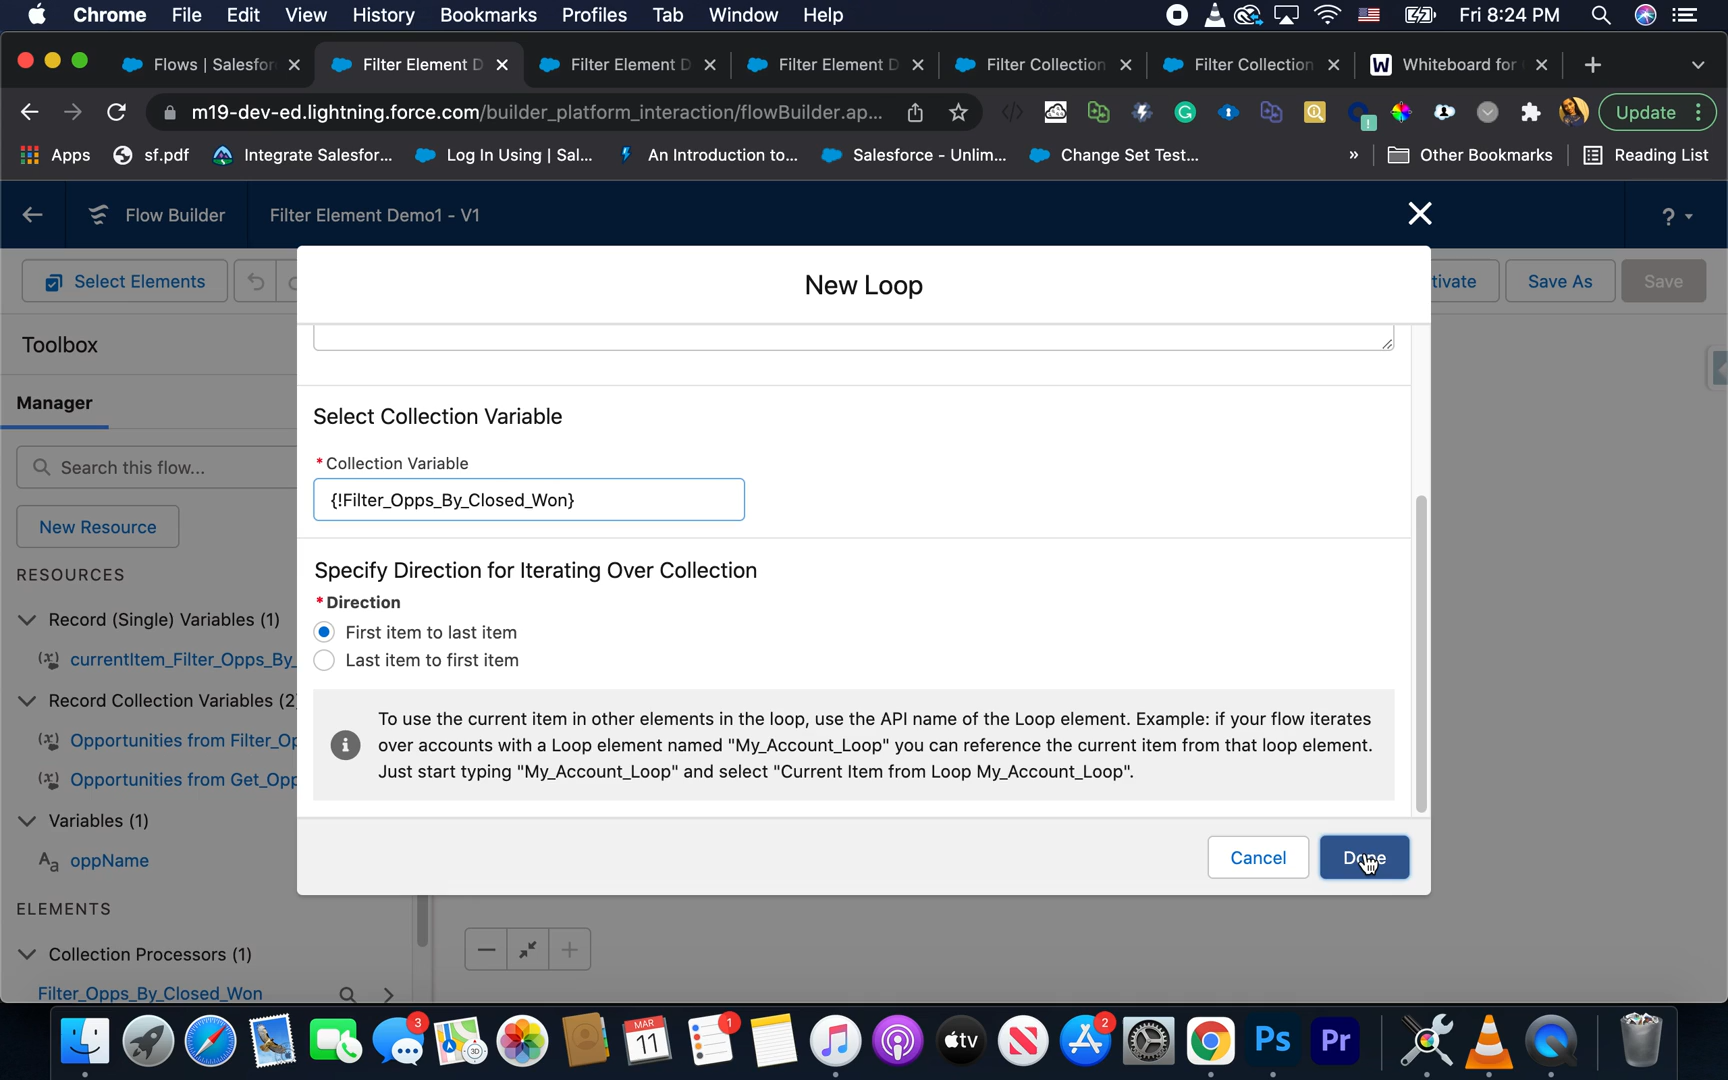 Chrome File Edit View History Bookmarks Profiles Tab Window Help Fri 8:24 PM
Flows | Salesfor Filter Element D Filter Element D Filter Element D Filter Collection Filter Collection W Whiteboard for
m19-dev-ed.lightning.force.com/builder_platform_interaction/flowBuilder.ap... Update
Apps sf.pdf Integrate Salesfor... Log In Using | Sal... An Introduction to... Salesforce - Unlim... Change Set Test... » Other Bookmarks Reading List
Flow Builder Filter Element Demo1 - V1 ?
Select Elements New Loop tivate Save As Save
Toolbox
Manager
Search this flow...
New Resource
RESOURCES
Record (Single) Variables (1)
currentItem_Filter_Opps_By_
Record Collection Variables (2
Opportunities from Filter_Op
Opportunities from Get_Opp
Variables (1)
Aa oppName
ELEMENTS
Collection Processors (1)
Filter_Opps_By_Closed_Won
Select Collection Variable
* Collection Variable
{!Filter_Opps_By_Closed_Won}
Specify Direction for Iterating Over Collection
* Direction
First item to last item
Last item to first item
To use the current item in other elements in the loop, use the API name of the Loop element. Example: if your flow iterates
over accounts with a Loop element named "My_Account_Loop" you can reference the current item from that loop element.
Just start typing "My_Account_Loop" and select "Current Item from Loop My_Account_Loop".
Cancel Done
3 MAR 11 1 tv 2 Ps Pr